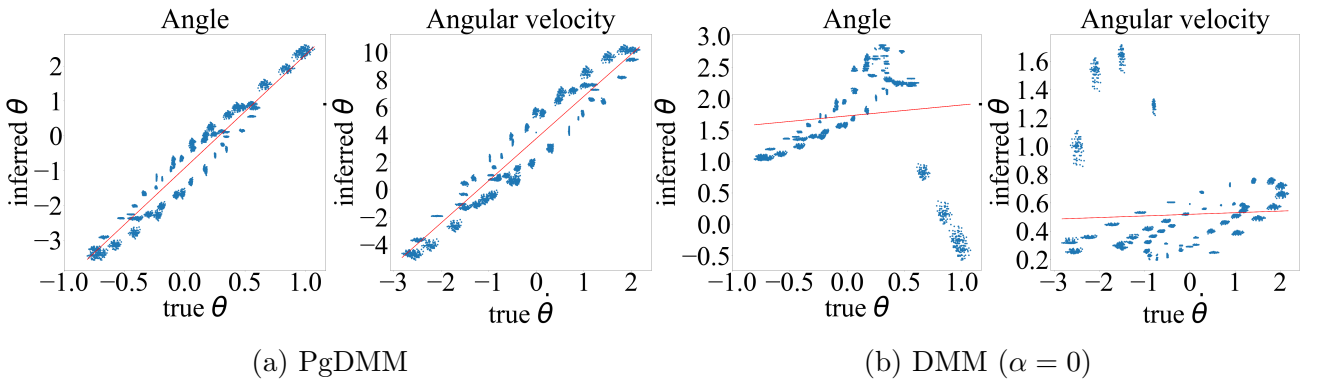 Angle
inferred θ
2
1
0
−1
−2
−3
−1.0 −0.5 0.0 0.5 1.0
true θ
Angular velocity
inferred θ̇
10
8
6
4
2
0
−2
−4
−3 −2 −1 0 1 2
true θ̇
(a) PgDMM
Angle
inferred θ
3.0
2.5
2.0
1.5
1.0
0.5
0.0
−0.5
−1.0 −0.5 0.0 0.5 1.0
true θ
Angular velocity
inferred θ̇
1.6
1.4
1.2
1.0
0.8
0.6
0.4
0.2
−3 −2 −1 0 1 2
true θ̇
(b) DMM (α = 0)